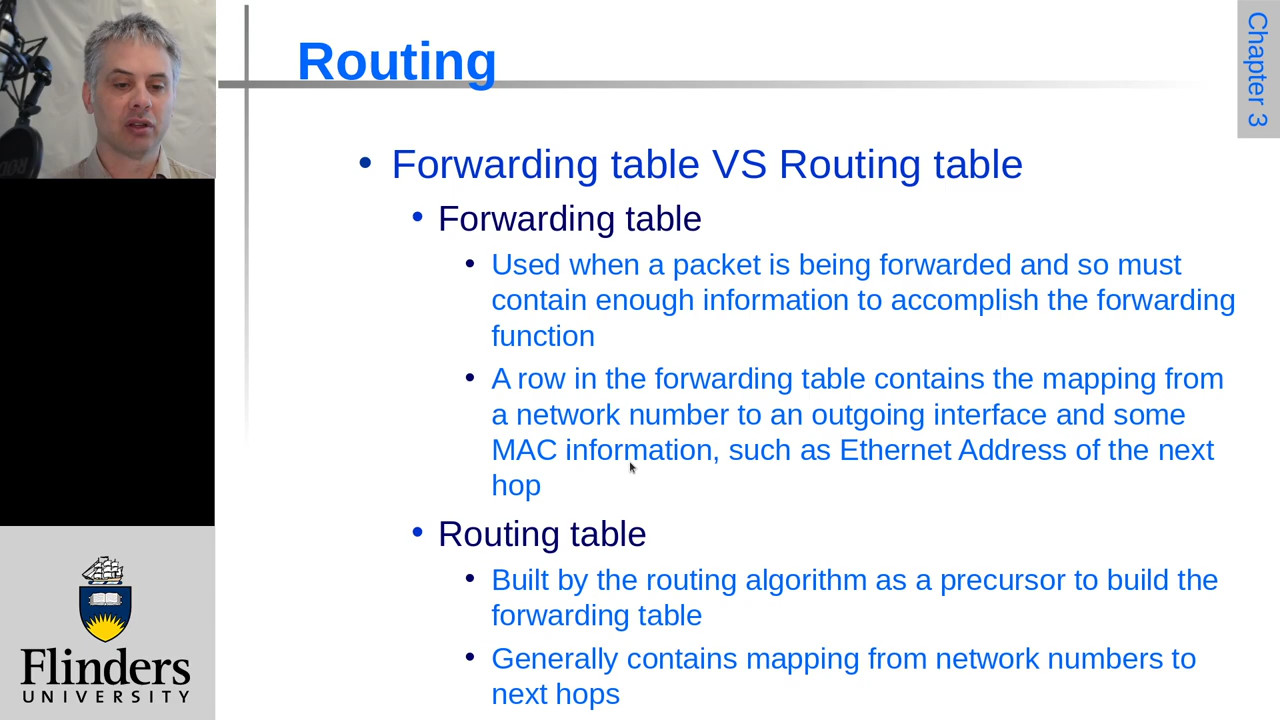 Routing
Chapter 3
Forwarding table VS Routing table
Forwarding table
Used when a packet is being forwarded and so must
contain enough information to accomplish the forwarding
function
A row in the forwarding table contains the mapping from
a network number to an outgoing interface and some
MAC information, such as Ethernet Address of the next
hop
Routing table
Built by the routing algorithm as a precursor to build the
forwarding table
Generally contains mapping from network numbers to
next hops
Flinders
UNIVERSITY